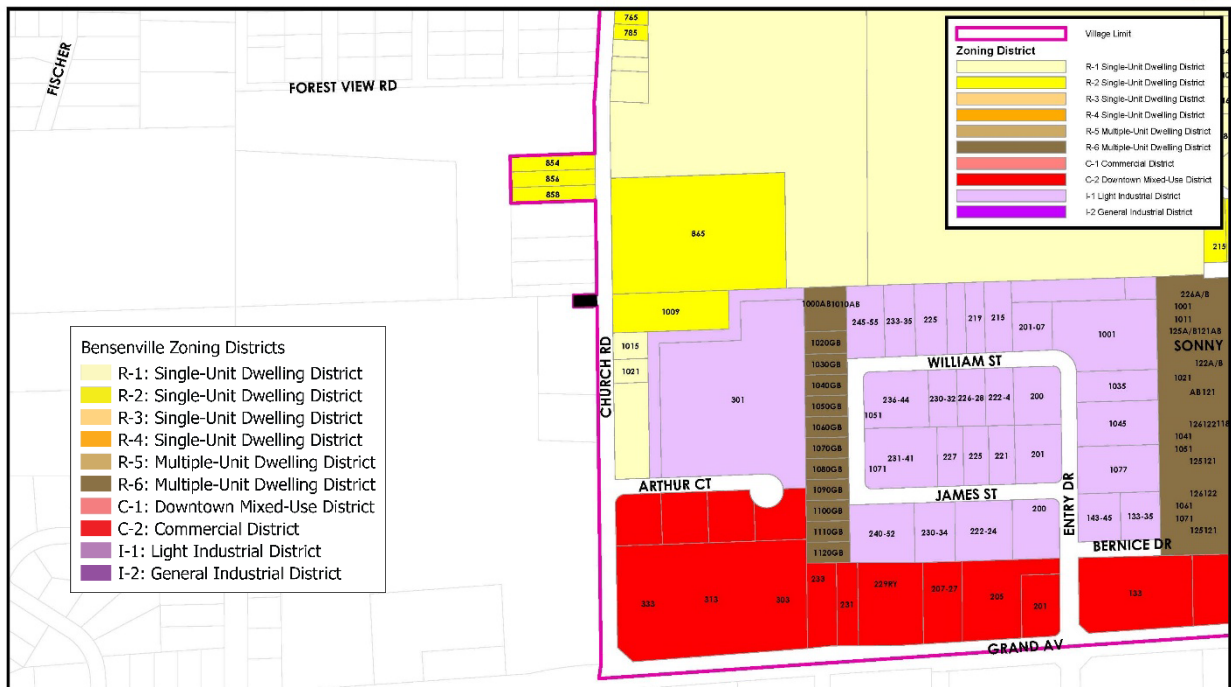 765
785
FISCHER
FOREST VIEW RD
854
856
858
865
215
Village Limit
Zoning District
R-1 Single-Unit Dwelling District
R-2 Single-Unit Dwelling District
R-3 Single-Unit Dwelling District
R-4 Single-Unit Dwelling District
R-5 Multiple-Unit Dwelling District
R-6 Multiple-Unit Dwelling District
C-1 Commercial District
C-2 Downtown Mixed-Use District
I-1 Light Industrial District
I-2 General Industrial District
Bensenville Zoning Districts
R-1: Single-Unit Dwelling District
R-2: Single-Unit Dwelling District
R-3: Single-Unit Dwelling District
R-4: Single-Unit Dwelling District
R-5: Multiple-Unit Dwelling District
R-6: Multiple-Unit Dwelling District
C-1: Downtown Mixed-Use District
C-2: Commercial District
I-1: Light Industrial District
I-2: General Industrial District
CHURCH RD
1009
1015
1021
301
1000AB1010AB
1020GB
1030GB
1040GB
1050GB
1060GB
1070GB
1080GB
1090GB
1100GB
1110GB
1120GB
245-55
233-35
225
219
215
201-07
1001
WILLIAM ST
236-44
230-32
226-28
222-4
200
1051
231-41
227
225
221
201
1071
JAMES ST
240-52
230-34
222-24
200
ENTRY DR
1035
1045
1077
143-45
133-35
BERNICE DR
226A/B
1001
1011
125A/B121AB
SONNY
122A/B
1021
AB121
126122118
1041
1051
125121
126122
1061
1071
125121
ARTHUR CT
335
313
303
233
231
229RY
207-27
205
201
133
GRAND AV